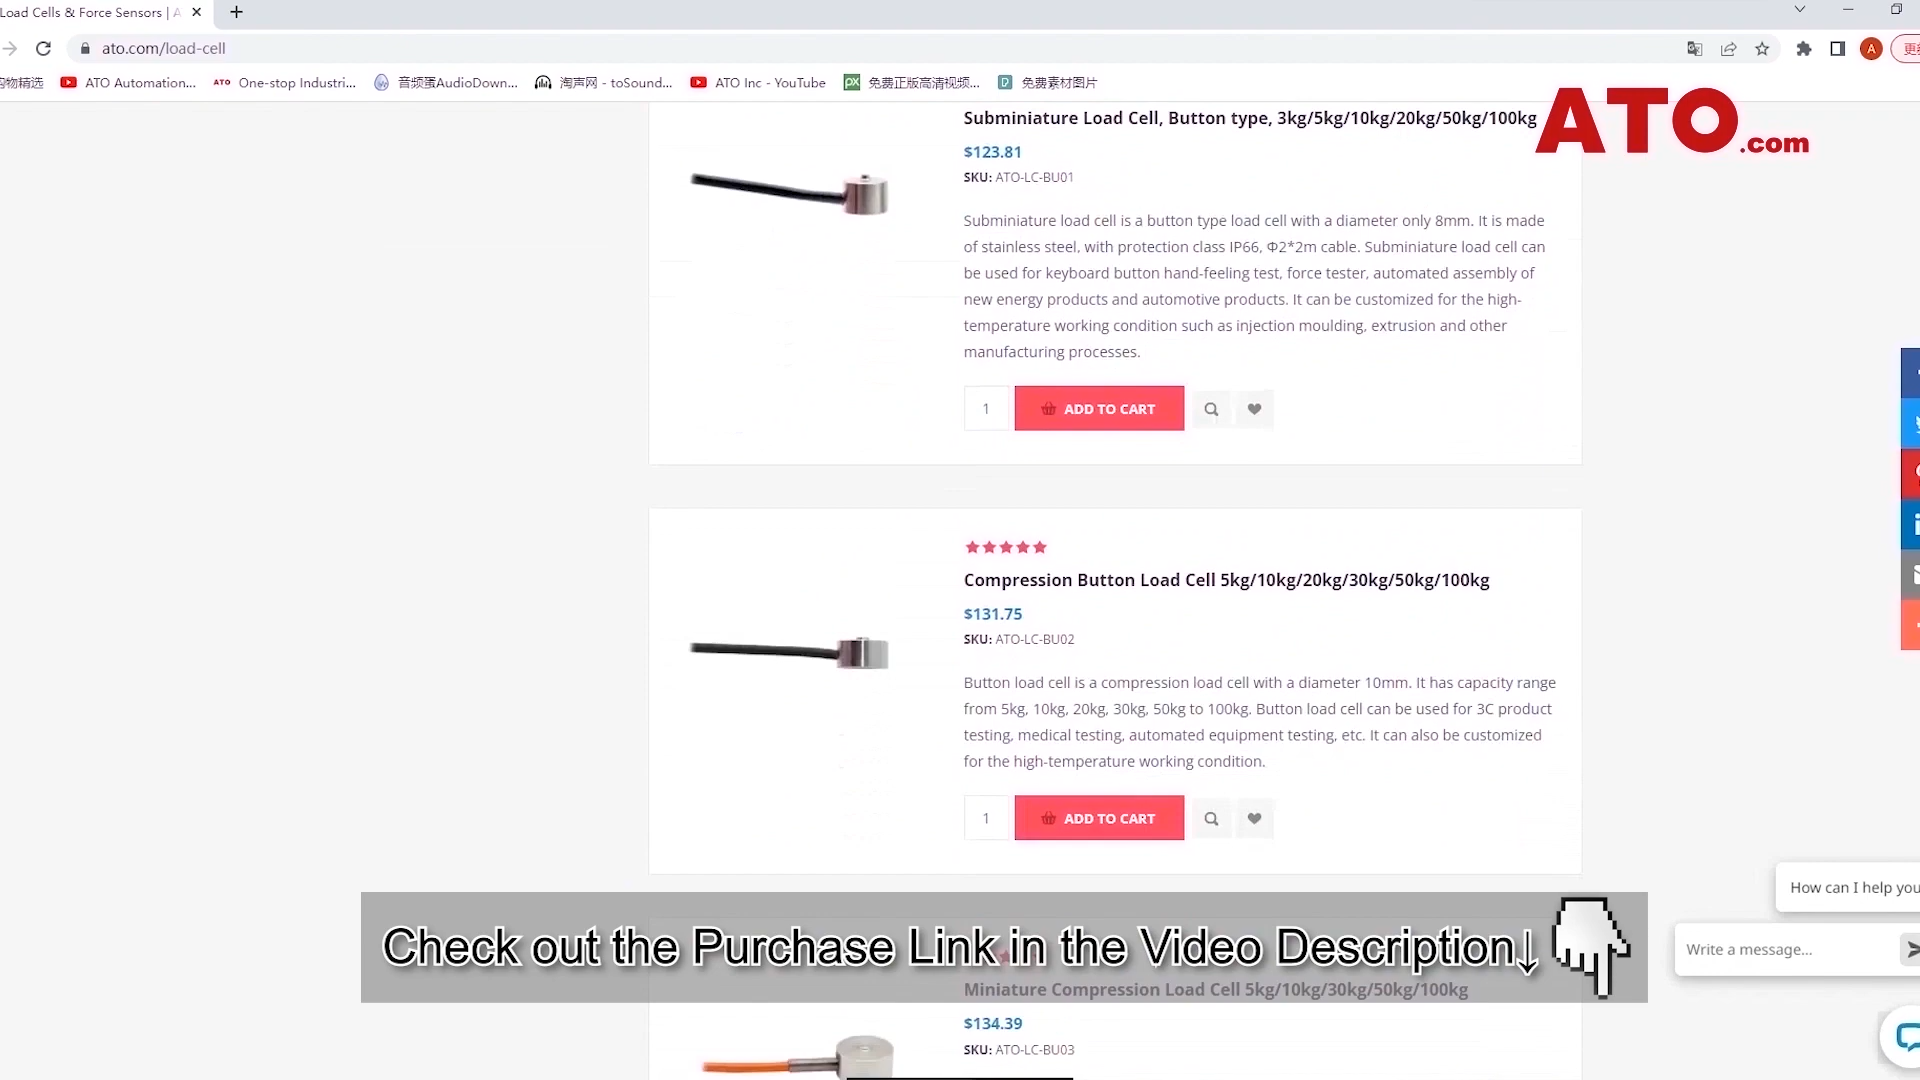 Load Cells & Force Sensors |
ato.com/load-cell
购物精选
ATO Automation...
ATO One-stop Industri...
音频蛋AudioDown...
淘声网 - toSound...
ATO Inc - YouTube
px 免费正版高清视频...
免费素材图片
A
ATO.com
Subminiature Load Cell, Button type, 3kg/5kg/10kg/20kg/50kg/100kg
$123.81
SKU: ATO-LC-BU01
Subminiature load cell is a button type load cell with a diameter only 8mm. It is made
of stainless steel, with protection class IP66, Φ2*2m cable. Subminiature load cell can
be used for keyboard button hand-feeling test, force tester, automated assembly of
new energy products and automotive products. It can be customized for the high-
temperature working condition such as injection moulding, extrusion and other
manufacturing processes.
1
ADD TO CART
Compression Button Load Cell 5kg/10kg/20kg/30kg/50kg/100kg
$131.75
SKU: ATO-LC-BU02
Button load cell is a compression load cell with a diameter 10mm. It has capacity range
from 5kg, 10kg, 20kg, 30kg, 50kg to 100kg. Button load cell can be used for 3C product
testing, medical testing, automated equipment testing, etc. It can also be customized
for the high-temperature working condition.
1
ADD TO CART
How can I help you
Check out the Purchase Link in the Video Description↓
Write a message...
Miniature Compression Load Cell 5kg/10kg/30kg/50kg/100kg
$134.39
SKU: ATO-LC-BU03